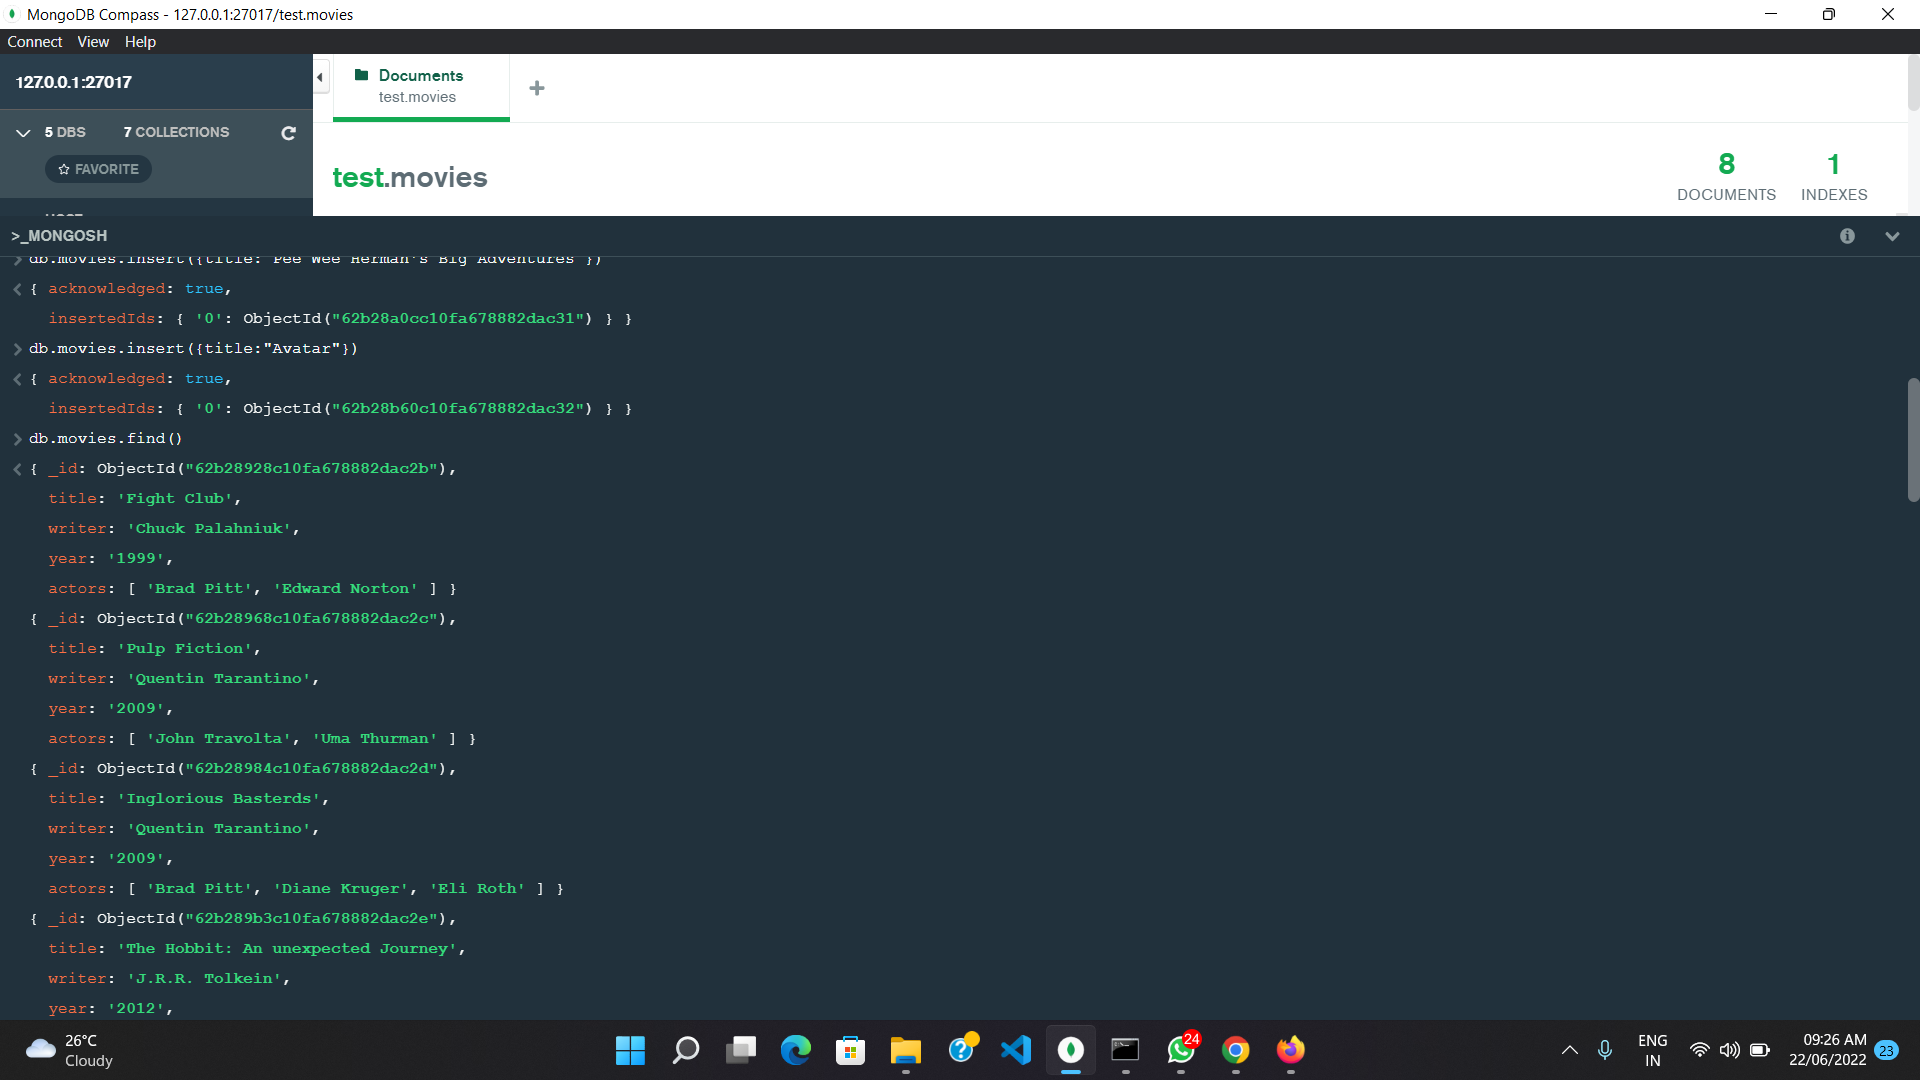 MongoDB Compass - 127.0.0.1:27017/test.movies
Connect View Help
127.0.0.1:27017
Documents
test.movies
5 DBS 7 COLLECTIONS
FAVORITE
test.movies
8
DOCUMENTS
1
INDEXES
HOST
>_MONGOSH
db.movies.insert({title:"Pee Wee Herman's Big Adventures"})
{ acknowledged: true,
insertedIds: { '0': ObjectId("62b28a0cc10fa678882dac31") } }
db.movies.insert({title:"Avatar"})
{ acknowledged: true,
insertedIds: { '0': ObjectId("62b28b60c10fa678882dac32") } }
db.movies.find()
{ _id: ObjectId("62b28928c10fa678882dac2b"),
title: 'Fight Club',
writer: 'Chuck Palahniuk',
year: '1999',
actors: [ 'Brad Pitt', 'Edward Norton' ] }
{ _id: ObjectId("62b28968c10fa678882dac2c"),
title: 'Pulp Fiction',
writer: 'Quentin Tarantino',
year: '2009',
actors: [ 'John Travolta', 'Uma Thurman' ] }
{ _id: ObjectId("62b28984c10fa678882dac2d"),
title: 'Inglorious Basterds',
writer: 'Quentin Tarantino',
year: '2009',
actors: [ 'Brad Pitt', 'Diane Kruger', 'Eli Roth' ] }
{ _id: ObjectId("62b289b3c10fa678882dac2e"),
title: 'The Hobbit: An unexpected Journey',
writer: 'J.R.R. Tolkein',
year: '2012',
26°C
Cloudy
24
ENG
IN
09:26 AM
22/06/2022
23